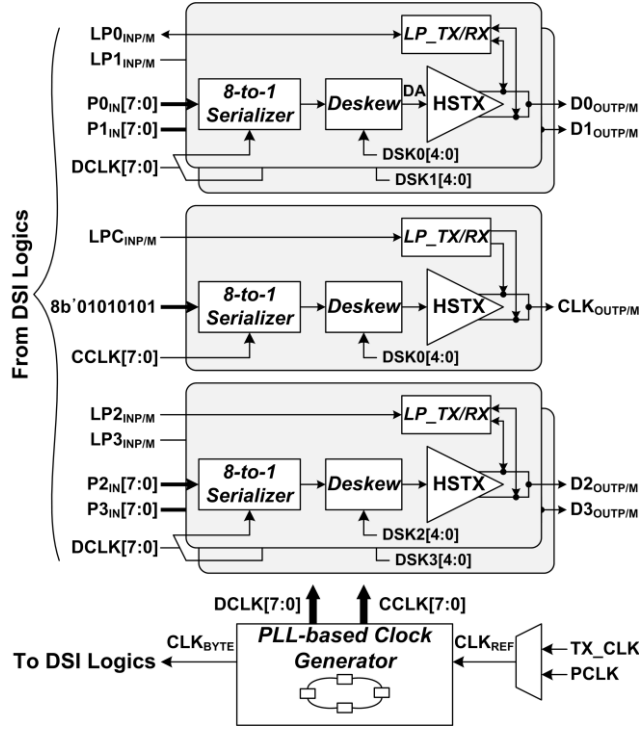 From DSI Logics
LP0INP/M
LP_TX/RX
LP1INP/M
P0IN[7:0]
8-to-1
Serializer
Deskew
DA
HSTX
D0OUTP/M
P1IN[7:0]
D1OUTP/M
DCLK[7:0]
DSK0[4:0]
DSK1[4:0]
LPCINP/M
LP_TX/RX
8b'01010101
8-to-1
Serializer
Deskew
HSTX
CLKOUTP/M
CCLK[7:0]
DSK0[4:0]
LP2INP/M
LP_TX/RX
LP3INP/M
P2IN[7:0]
8-to-1
Serializer
Deskew
HSTX
D2OUTP/M
P3IN[7:0]
D3OUTP/M
DCLK[7:0]
DSK2[4:0]
DSK3[4:0]
DCLK[7:0]
CCLK[7:0]
To DSI Logics
CLKBYTE
PLL-based Clock
Generator
CLKREF
TX_CLK
PCLK